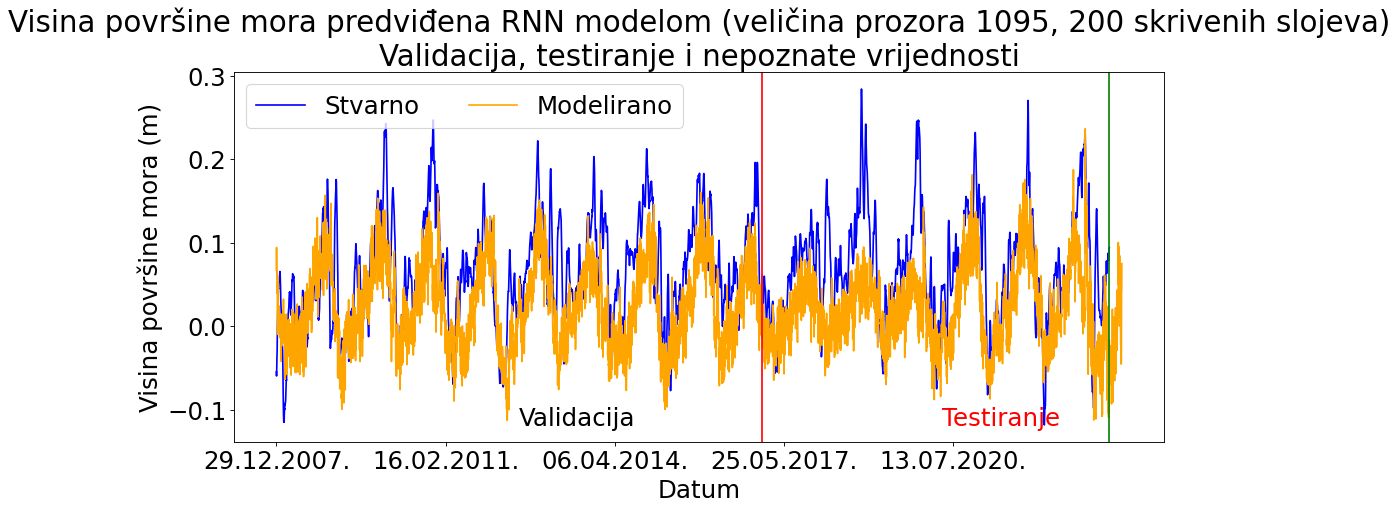 Visina površine mora predviđena RNN modelom (veličina prozora 1095, 200 skrivenih slojeva)
Validacija, testiranje i nepoznate vrijednosti
Stvarno Modelirano
Visina površine mora (m)
0.3
0.2
0.1
0.0
−0.1
Validacija
Testiranje
29.12.2007. 16.02.2011. 06.04.2014. 25.05.2017. 13.07.2020.
Datum